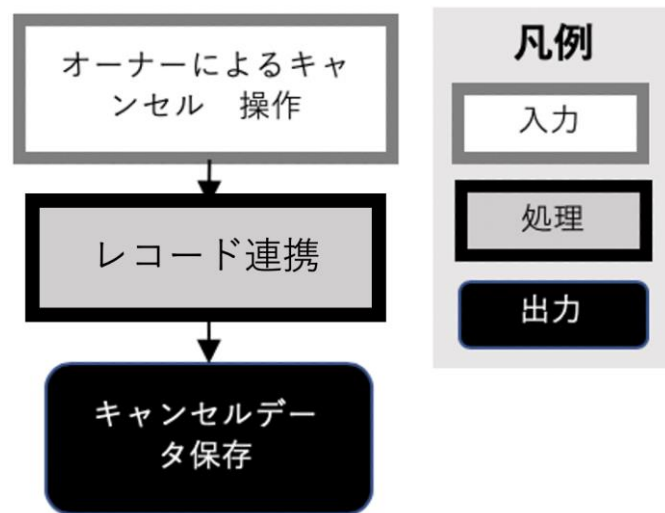 オーナーによるキャ
ンセル　操作
レコード連携
キャンセルデー
タ保存
凡例
入力
処理
出力